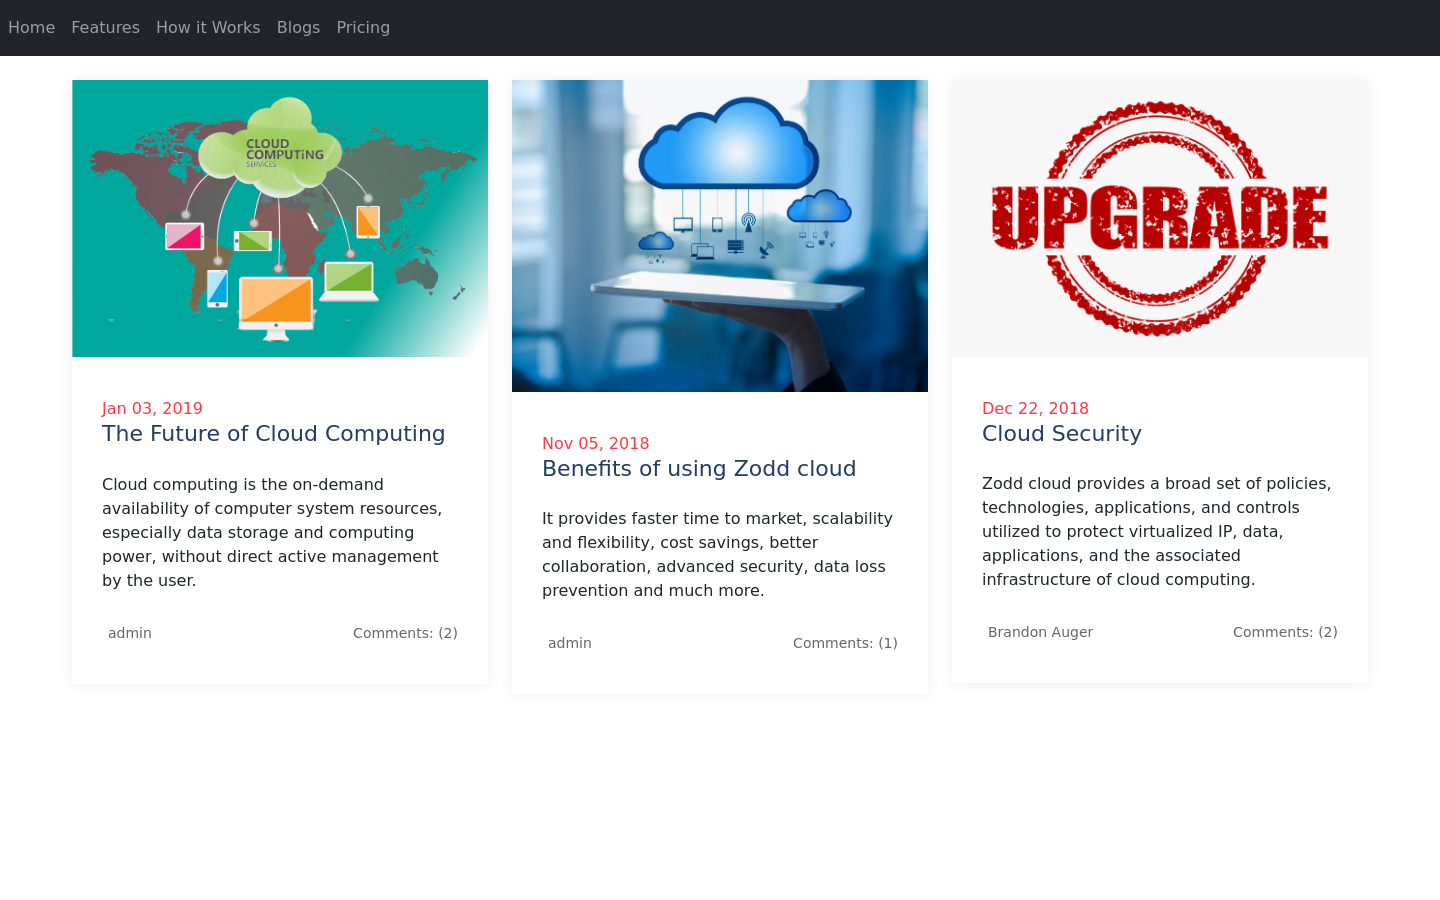 Home Features How it Works Blogs Pricing
CLOUD
COMPUTING
SERVICES
Jan 03, 2019
The Future of Cloud Computing
Cloud computing is the on-demand
availability of computer system resources,
especially data storage and computing
power, without direct active management
by the user.
admin Comments: (2)
Nov 05, 2018
Benefits of using Zodd cloud
It provides faster time to market, scalability
and flexibility, cost savings, better
collaboration, advanced security, data loss
prevention and much more.
admin Comments: (1)
UPGRADE
Dec 22, 2018
Cloud Security
Zodd cloud provides a broad set of policies,
technologies, applications, and controls
utilized to protect virtualized IP, data,
applications, and the associated
infrastructure of cloud computing.
Brandon Auger Comments: (2)